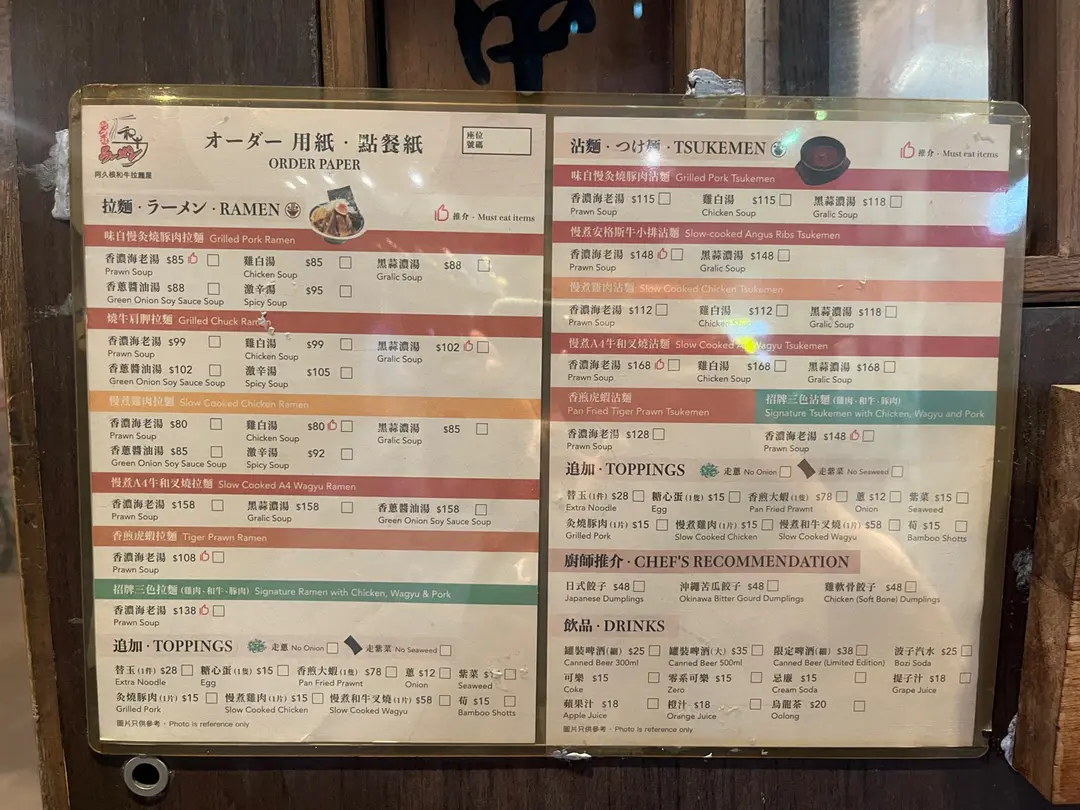 中
阿久根和牛拉麵屋
オーダー 用紙・點餐紙
ORDER PAPER
座位
號碼
拉麵・ラーメン・RAMEN
推介・Must eat items
味自慢灸燒豚肉拉麵 Grilled Pork Ramen
香濃海老湯 $85 雞白湯 $85 黑蒜濃湯 $88
Prawn Soup Chicken Soup Gralic Soup
香蔥醬油湯 $88 激辛湯 $95
Green Onion Soy Sauce Soup Spicy Soup
燒牛肩胛拉麵 Grilled Chuck Ramen
香濃海老湯 $99 雞白湯 $99 黑蒜濃湯 $102
Prawn Soup Chicken Soup Gralic Soup
香蔥醬油湯 $102 激辛湯 $105
Green Onion Soy Sauce Soup Spicy Soup
慢煮雞肉拉麵 Slow Cooked Chicken Ramen
香濃海老湯 $80 雞白湯 $80 黑蒜濃湯 $85
Prawn Soup Chicken Soup Gralic Soup
香蔥醬油湯 $85 激辛湯 $92
Green Onion Soy Sauce Soup Spicy Soup
慢煮A4牛和叉燒拉麵 Slow Cooked A4 Wagyu Ramen
香濃海老湯 $158 黑蒜濃湯 $158 香蔥醬油湯 $158
Prawn Soup Gralic Soup Green Onion Soy Sauce Soup
香煎虎蝦拉麵 Tiger Prawn Ramen
香濃海老湯 $108
Prawn Soup
招牌三色拉麵 (雞肉・和牛・豚肉) Signature Ramen with Chicken, Wagyu & Pork
香濃海老湯 $138
Prawn Soup
追加・TOPPINGS 走蔥 No Onion 走紫菜 No Seaweed
替玉(1件) $28 糖心蛋(1隻) $15 香煎大蝦(1隻) $78 蔥 $12 紫菜
Extra Noodle Egg Pan Fried Prawnt Onion Seaweed
灸燒豚肉(1片) $15 慢煮雞肉(1片) $15 慢煮和牛叉燒(1片) $58 荀 $15
Grilled Pork Slow Cooked Chicken Slow Cooked Wagyu Bamboo Shotts
圖片只供參考・Photo is reference only
沾麵・つけ麵・TSUKEMEN
推介・Must eat items
味自慢灸燒豚肉沾麵 Grilled Pork Tsukemen
香濃海老湯 $115 雞白湯 $115 黑蒜濃湯 $118
Prawn Soup Chicken Soup Gralic Soup
慢煮安格斯牛小排沾麵 Slow-cooked Angus Ribs Tsukemen
香濃海老湯 $148 黑蒜濃湯 $148
Prawn Soup Gralic Soup
慢煮雞肉沾麵 Slow Cooked Chicken Tsukemen
香濃海老湯 $112 雞白湯 $112 黑蒜濃湯 $118
Prawn Soup Chicken Soup Gralic Soup
慢煮A4牛和叉燒沾麵 Slow Cooked A4 Wagyu Tsukemen
香濃海老湯 $168 雞白湯 $168 黑蒜濃湯 $168
Prawn Soup Chicken Soup Gralic Soup
香煎虎蝦沾麵
Pan Fried Tiger Prawn Tsukemen
招牌三色沾麵 (雞肉・和牛・豚肉)
Signature Tsukemen with Chicken, Wagyu and Pork
香濃海老湯 $128 香濃海老湯 $148
Prawn Soup Prawn Soup
追加・TOPPINGS 走蔥 No Onion 走紫菜 No Seaweed
替玉(1件) $28 糖心蛋(1隻) $15 香煎大蝦(1隻) $78 蔥 $12 紫菜 $15
Extra Noodle Egg Pan Fried Prawnt Onion Seaweed
灸燒豚肉(1片) $15 慢煮雞肉(1片) $15 慢煮和牛叉燒(1片) $58 荀 $15
Grilled Pork Slow Cooked Chicken Slow Cooked Wagyu Bamboo Shotts
廚師推介・CHEF'S RECOMMENDATION
日式餃子 $48 沖繩苦瓜餃子 $48 雞軟骨餃子 $48
Japanese Dumplings Okinawa Bitter Gourd Dumplings Chicken (Soft Bone) Dumplings
飲品・DRINKS
罐裝啤酒(細) $25 罐裝啤酒(大) $35 限定啤酒(細) $38 波子汽水 $25
Canned Beer 300ml Canned Beer 500ml Canned Beer (Limited Edition) Bozi Soda
可樂 $15 零系可樂 $15 忌廉 $15 提子汁 $18
Coke Zero Cream Soda Grape Juice
蘋果汁 $18 橙汁 $18 烏龍茶 $20
Apple Juice Orange Juice Oolong
圖片只供參考・Photo is reference only